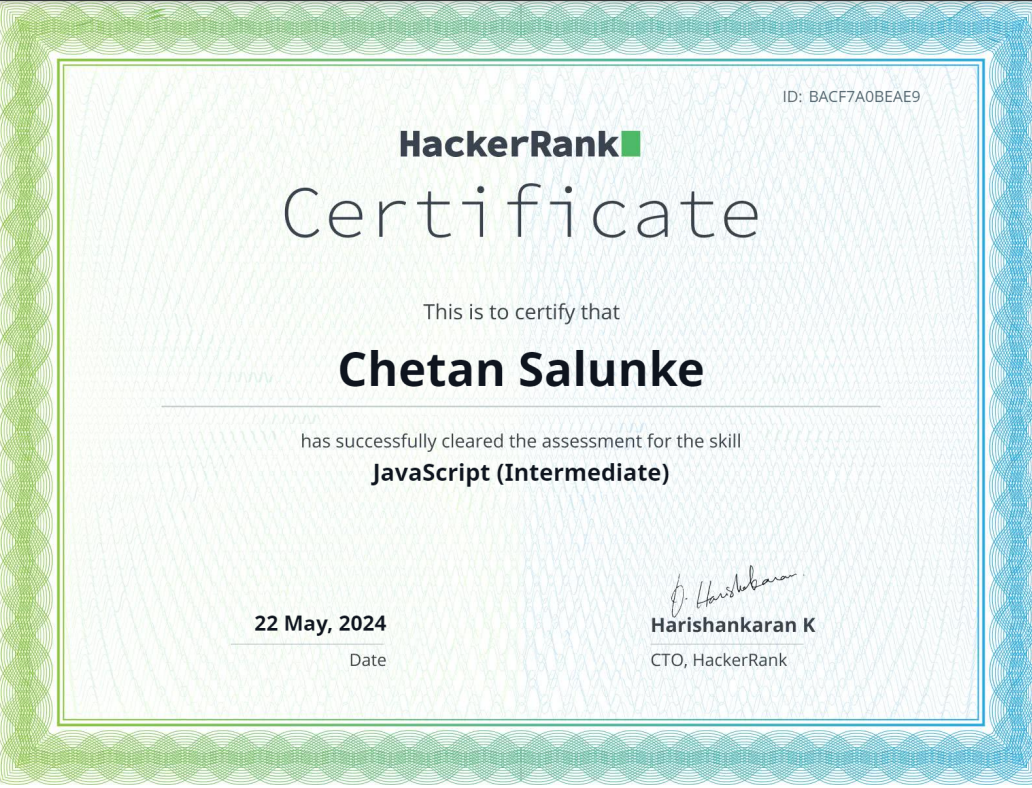 ID: BACF7A0BEAE9
HackerRank
Certificate
This is to certify that
Chetan Salunke
has successfully cleared the assessment for the skill
JavaScript (Intermediate)
22 May, 2024
Date
Harishankaran K
CTO, HackerRank